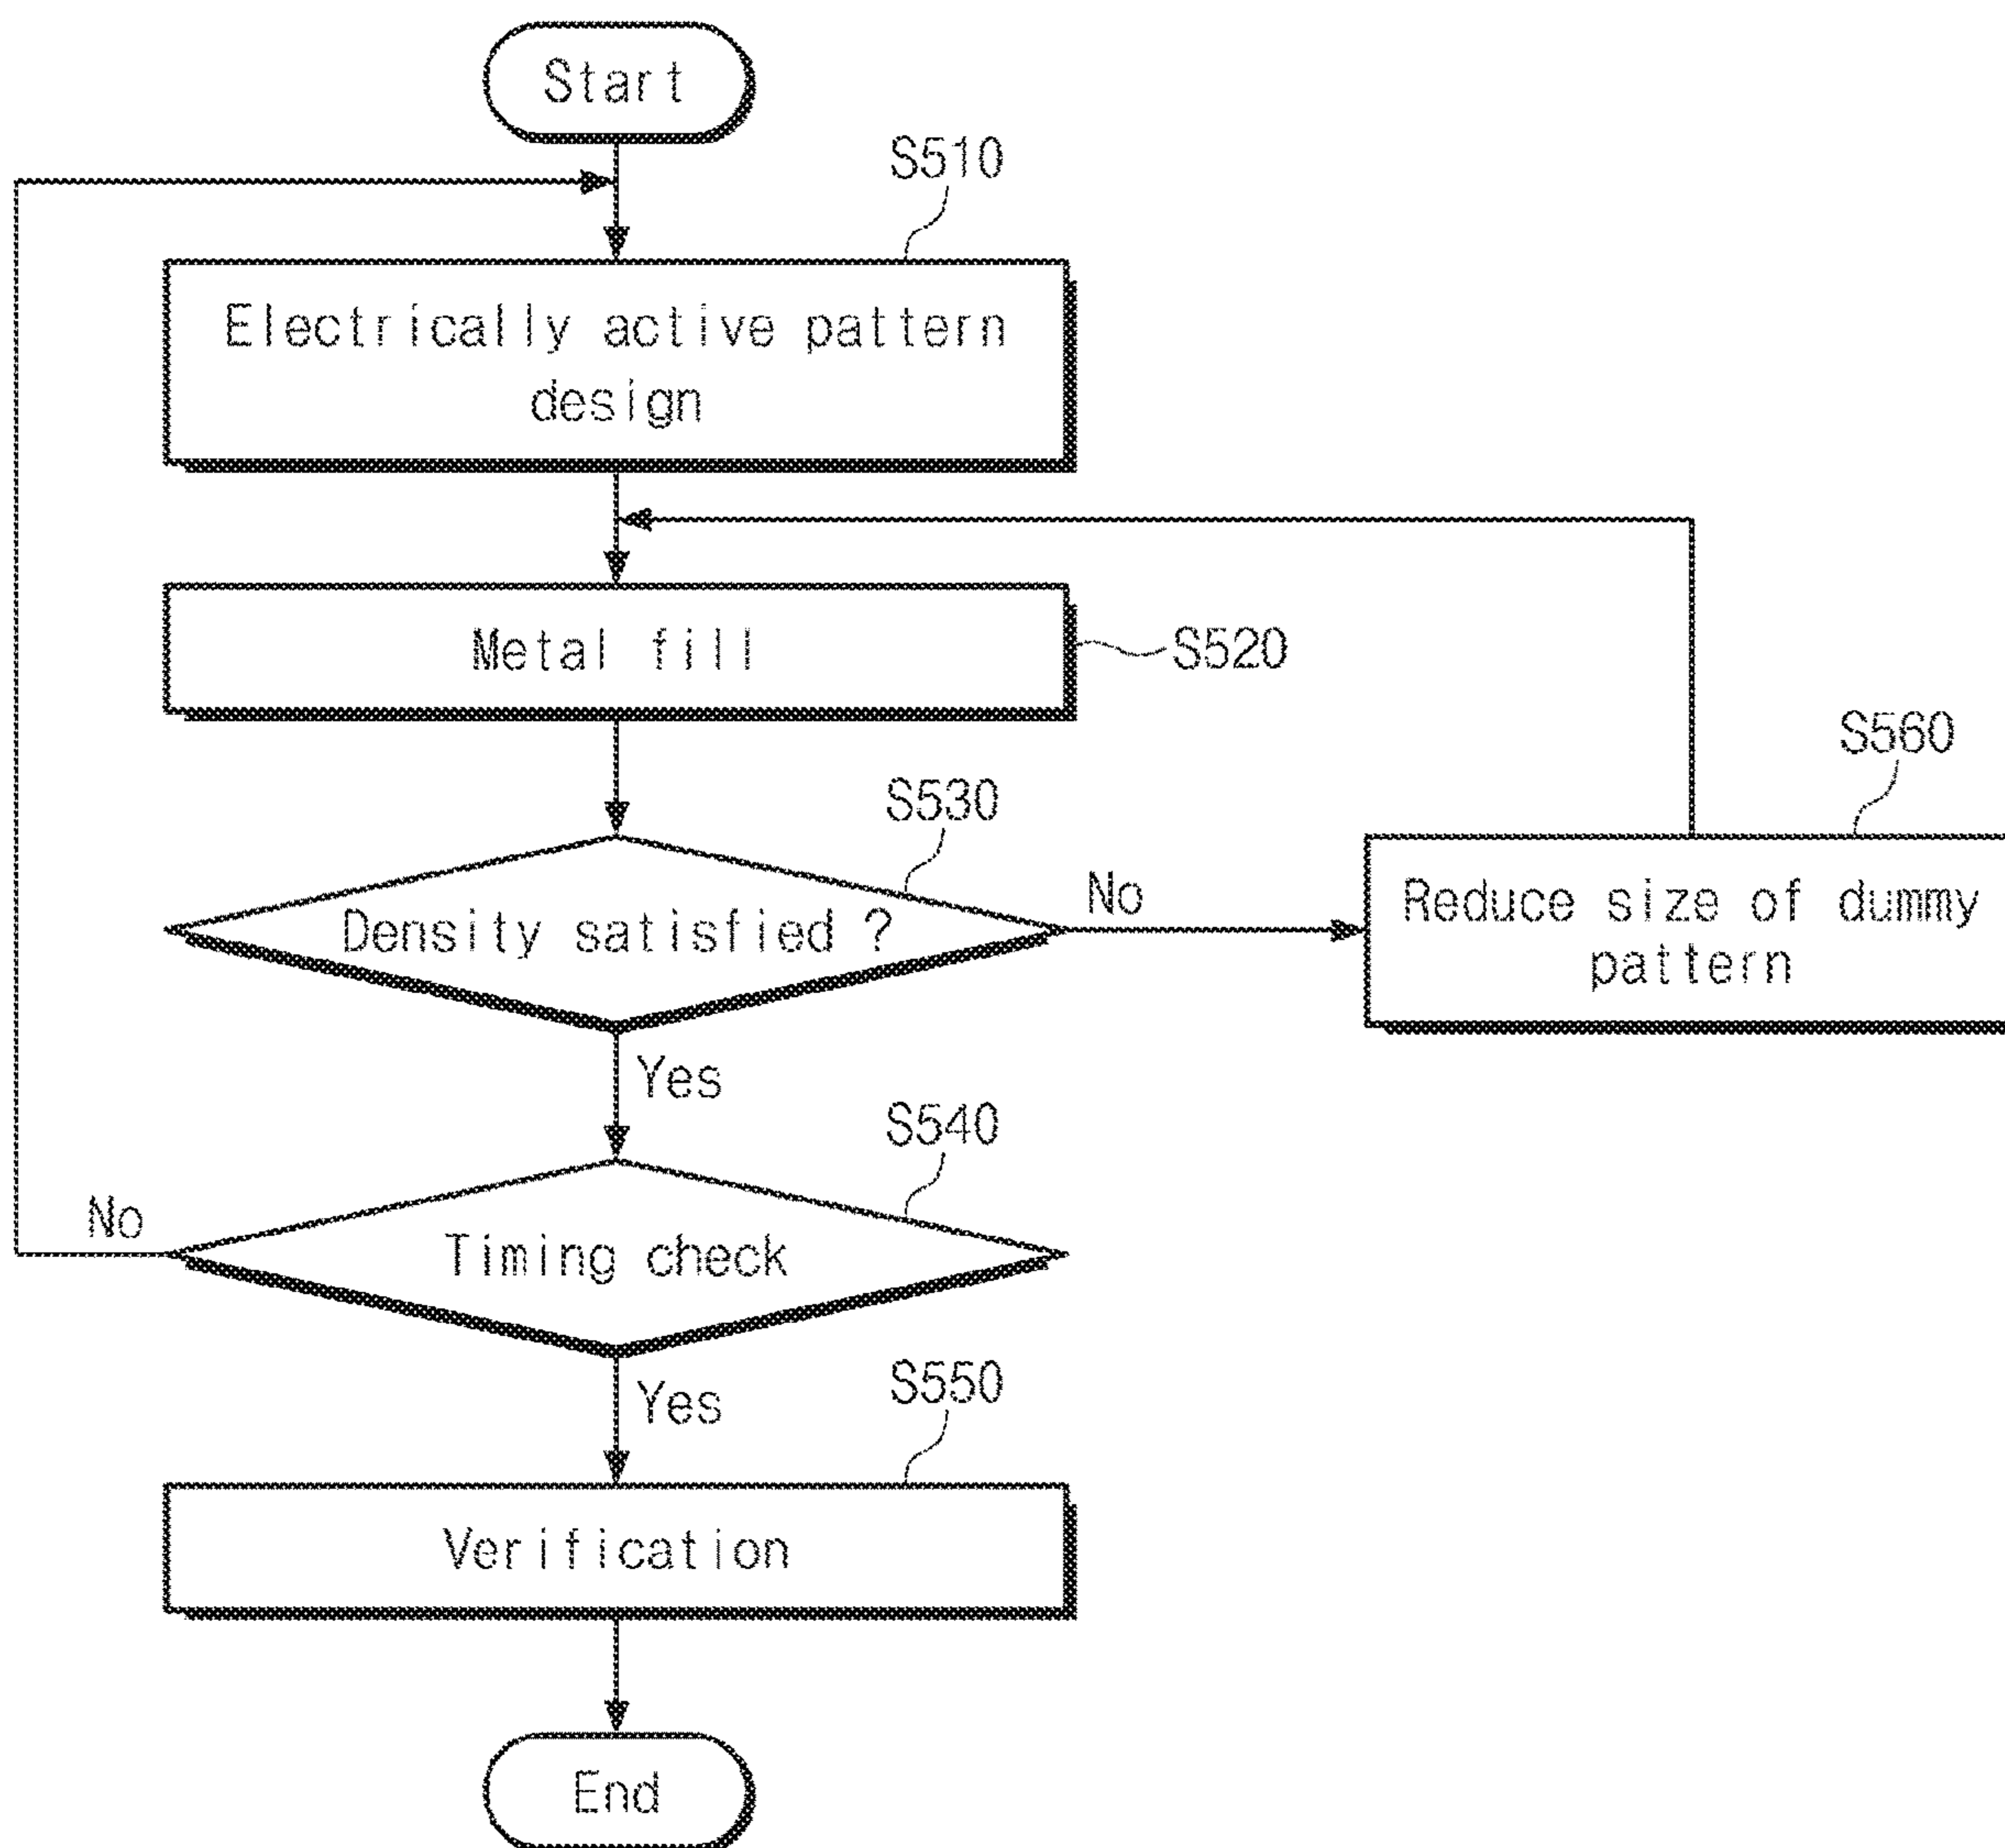 Start
S510
Electrically active pattern
design
Metal fill
S520
S530
Density satisfied ?
No
S560
Reduce size of dummy
pattern
Yes
S540
No
Timing check
Yes
S550
Verification
End